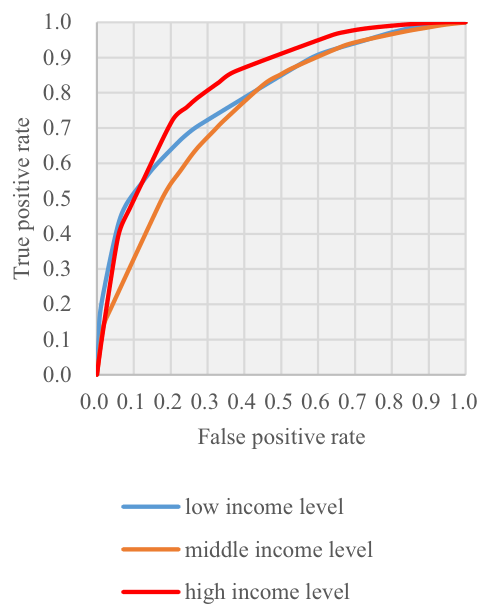 1.0
0.9
0.8
0.7
0.6
0.5
0.4
0.3
0.2
0.1
0.0
True positive rate
0.0 0.1 0.2 0.3 0.4 0.5 0.6 0.7 0.8 0.9 1.0
False positive rate
low income level
middle income level
high income level